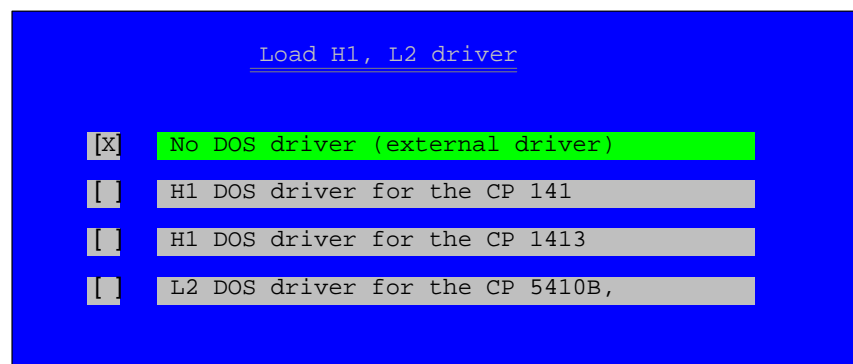 Load H1, L2 driver
[X] No DOS driver (external driver)
[ ] H1 DOS driver for the CP 141
[ ] H1 DOS driver for the CP 1413
[ ] L2 DOS driver for the CP 5410B,